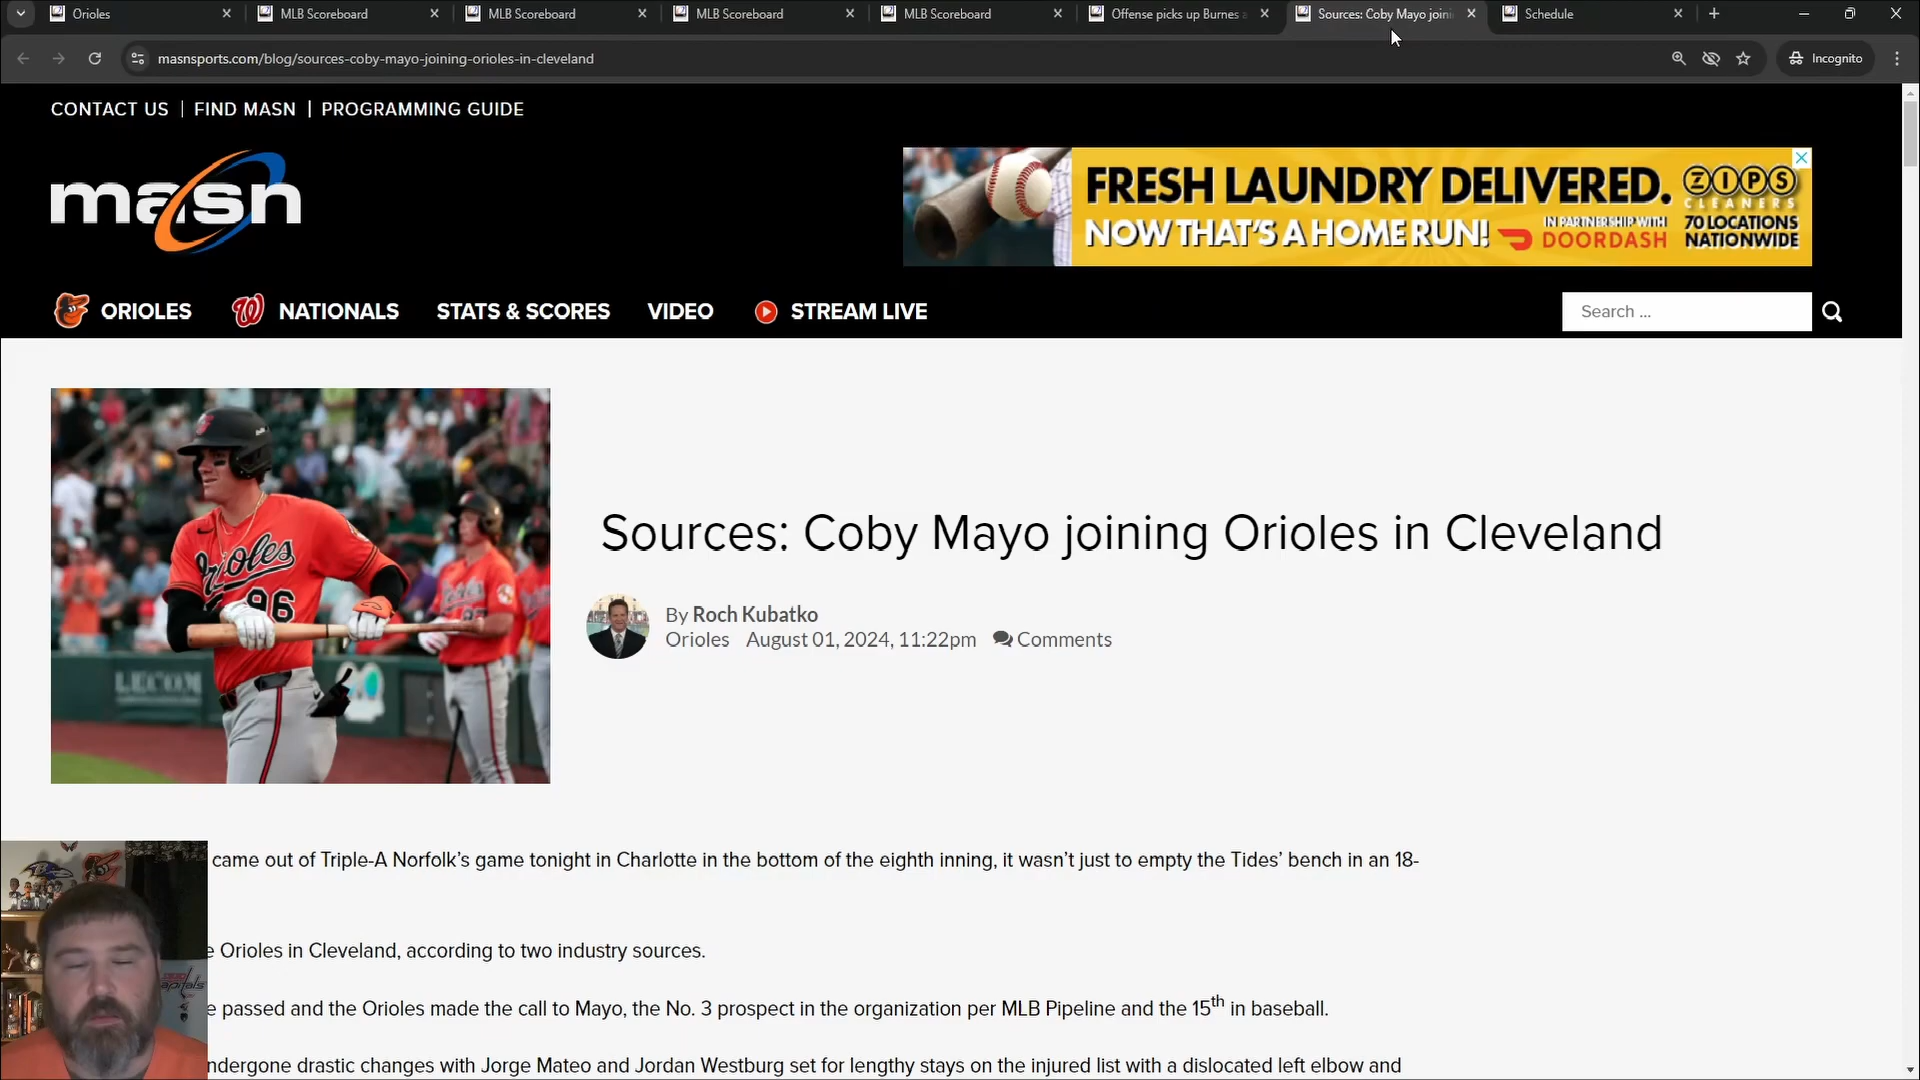 Orioles
MLB Scoreboard
MLB Scoreboard
MLB Scoreboard
MLB Scoreboard
Offense picks up Burnes a
Sources: Coby Mayo joini
Schedule
masnsports.com/blog/sources-coby-mayo-joining-orioles-in-cleveland
Incognito
CONTACT US | FIND MASN | PROGRAMMING GUIDE
masn
FRESH LAUNDRY DELIVERED.
NOW THAT'S A HOME RUN!
IN PARTNERSHIP WITH
DOORDASH
ZIPS
CLEANERS
70 LOCATIONS
NATIONWIDE
ORIOLES
NATIONALS
STATS & SCORES
VIDEO
STREAM LIVE
Search ...
Orioles
96
LECOM
Sources: Coby Mayo joining Orioles in Cleveland
By Roch Kubatko
Orioles August 01, 2024, 11:22pm Comments
came out of Triple-A Norfolk's game tonight in Charlotte in the bottom of the eighth inning, it wasn't just to empty the Tides' bench in an 18-
e Orioles in Cleveland, according to two industry sources.
e passed and the Orioles made the call to Mayo, the No. 3 prospect in the organization per MLB Pipeline and the 15th in baseball.
ndergone drastic changes with Jorge Mateo and Jordan Westburg set for lengthy stays on the injured list with a dislocated left elbow and
capitals